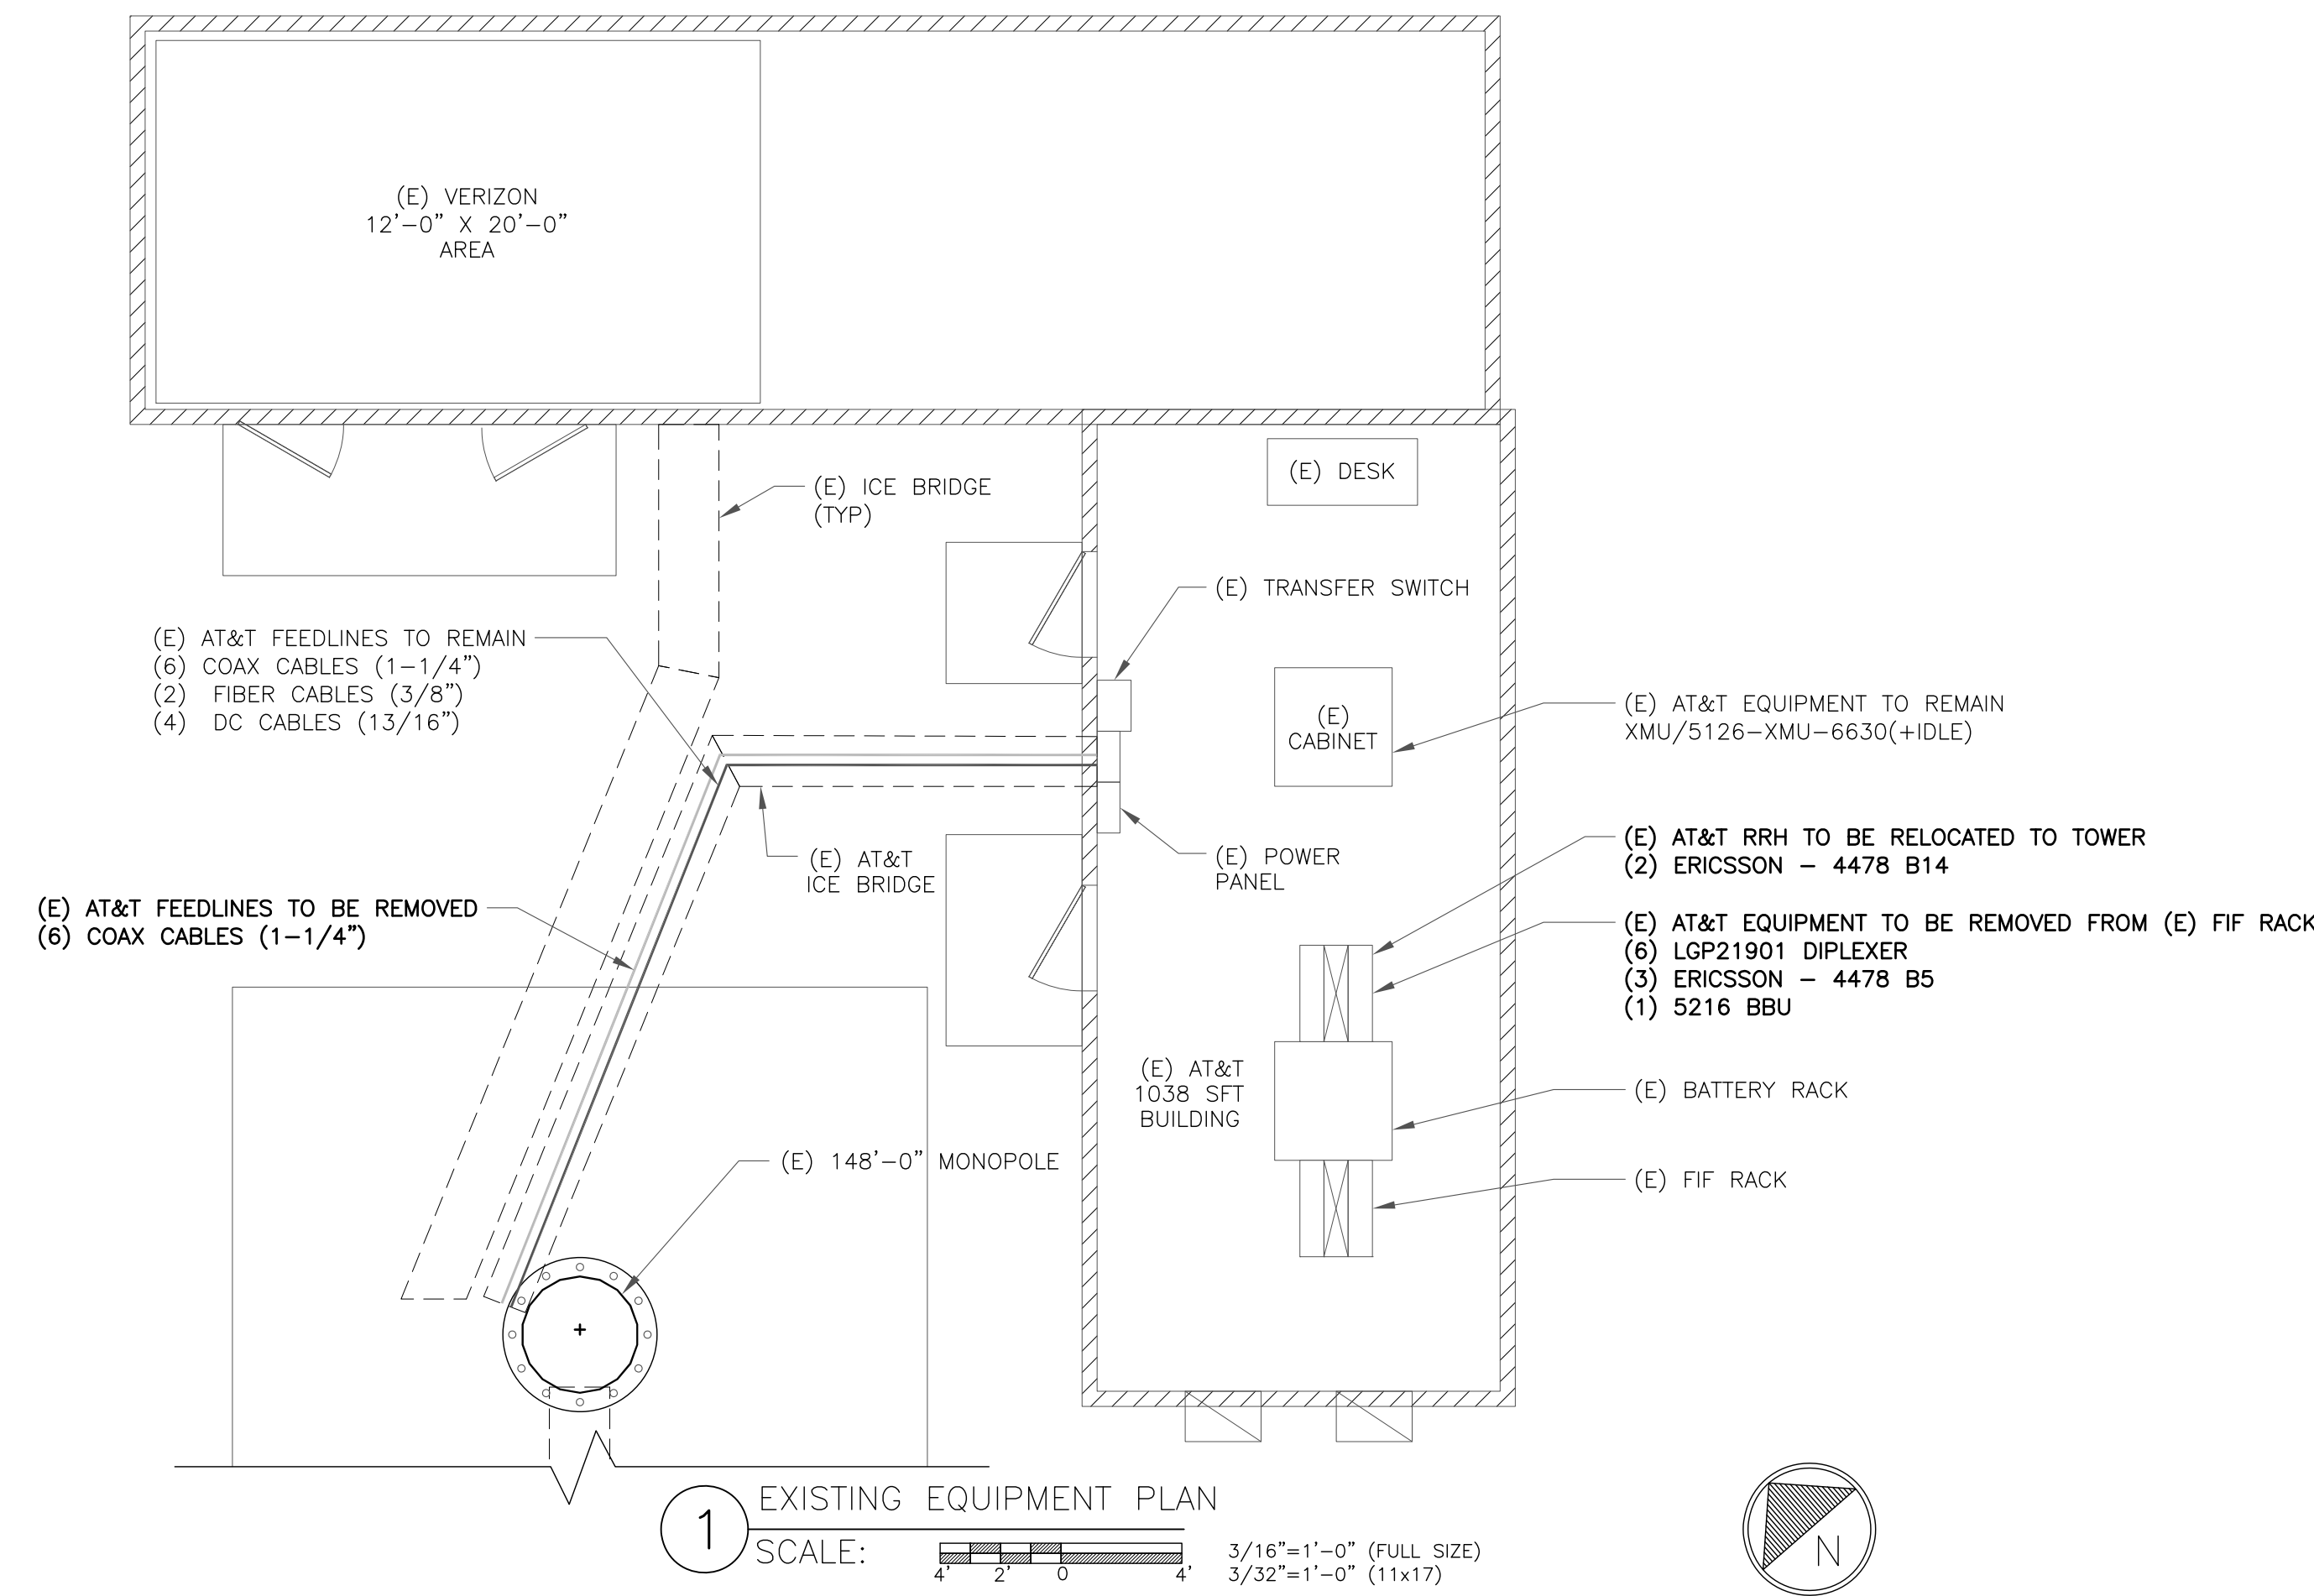 (E) VERIZON
12'-0" X 20'-0"
AREA
(E) DESK
(E) ICE BRIDGE
(TYP)
(E) TRANSFER SWITCH
(E) AT&T FEEDLINES TO REMAIN
(6) COAX CABLES (1-1/4")
(2) FIBER CABLES (3/8")
(4) DC CABLES (13/16")
(E)
CABINET
(E) AT&T EQUIPMENT TO REMAIN
XMU/5126-XMU-6630(+IDLE)
(E) AT&T
ICE BRIDGE
(E) POWER
PANEL
(E) AT&T RRH TO BE RELOCATED TO TOWER
(2) ERICSSON - 4478 B14
(E) AT&T FEEDLINES TO BE REMOVED
(6) COAX CABLES (1-1/4")
(E) AT&T EQUIPMENT TO BE REMOVED FROM (E) FIF RACK
(6) LGP21901 DIPLEXER
(3) ERICSSON - 4478 B5
(1) 5216 BBU
(E) AT&T
1038 SFT
BUILDING
(E) BATTERY RACK
(E) 148'-0" MONOPOLE
(E) FIF RACK
1
EXISTING EQUIPMENT PLAN
SCALE:
4' 2' 0 4'
3/16"=1'-0" (FULL SIZE)
3/32"=1'-0" (11x17)
N